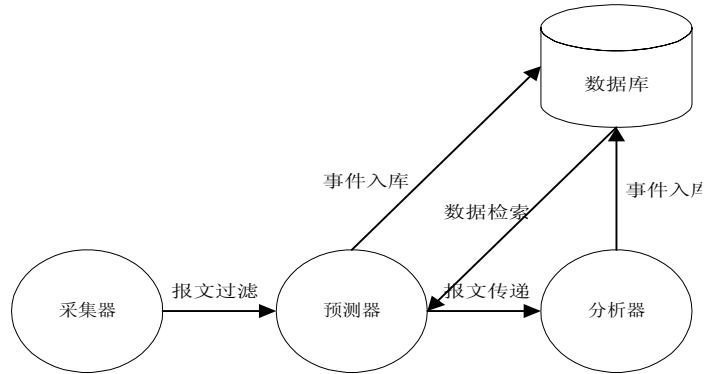 数据库
事件入库
数据检索
事件入库
采集器
报文过滤
预测器
报文传递
分析器